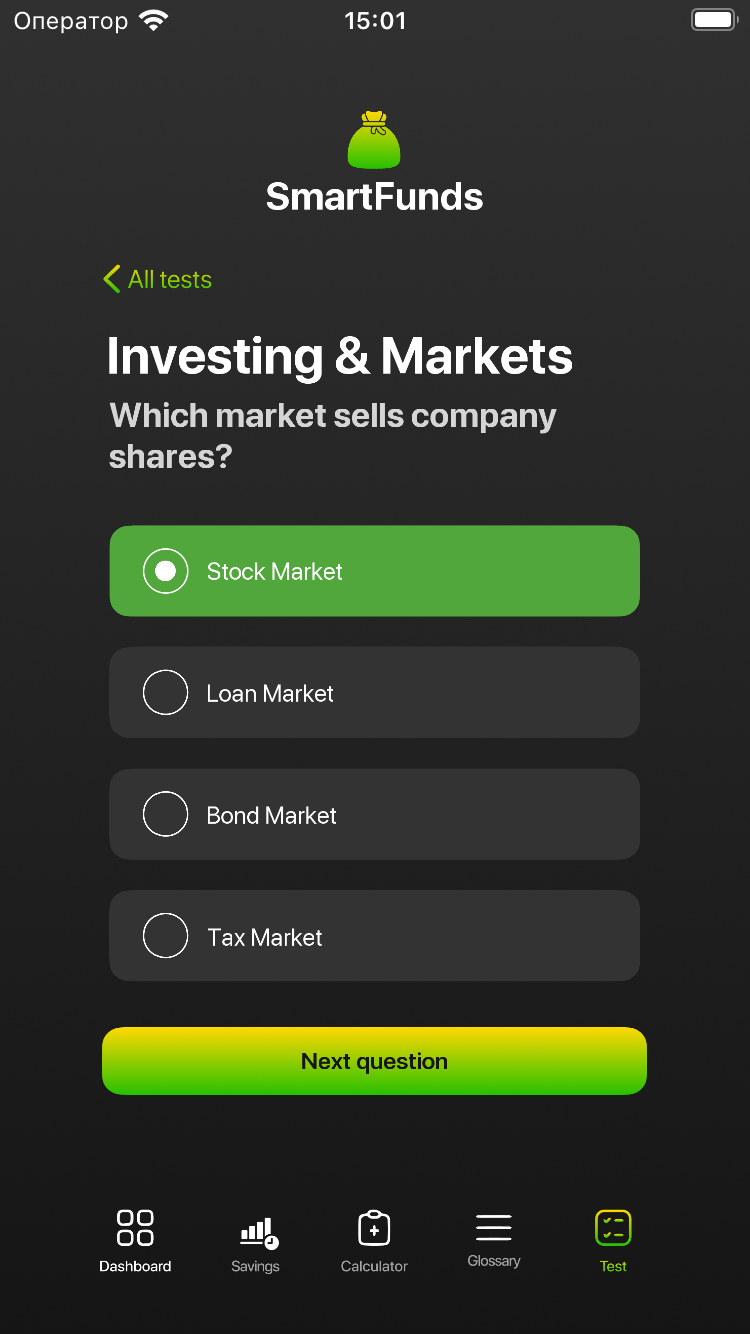 Оператор 15:01
SmartFunds
All tests
Investing & Markets
Which market sells company
shares?
Stock Market
Loan Market
Bond Market
Tax Market
Next question
Dashboard Savings Calculator Glossary Test